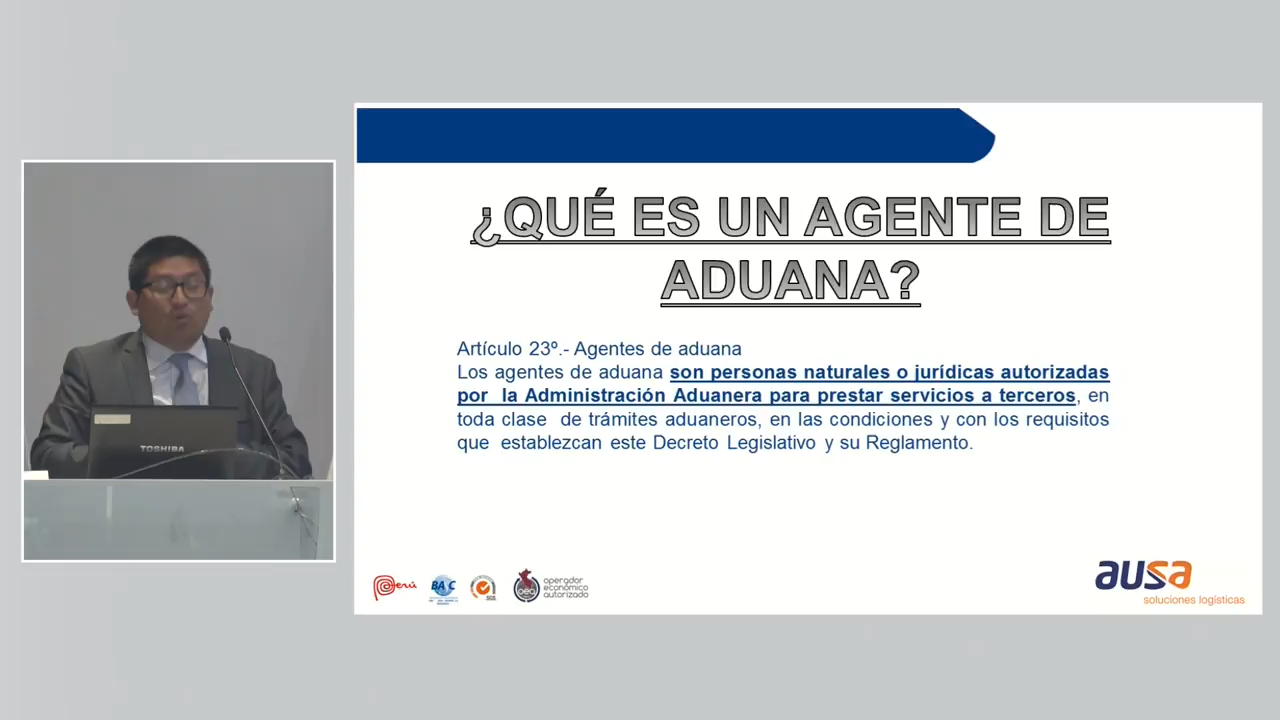 ¿QUÉ ES UN AGENTE DE
ADUANA?
Artículo 23º.- Agentes de aduana
Los agentes de aduana son personas naturales o jurídicas autorizadas
por la Administración Aduanera para prestar servicios a terceros, en
toda clase de trámites aduaneros, en las condiciones y con los requisitos
que establezcan este Decreto Legislativo y su Reglamento.
TOSHIBA
Perú
BASC
oea
operador
económico
autorizado
ausa
soluciones logísticas